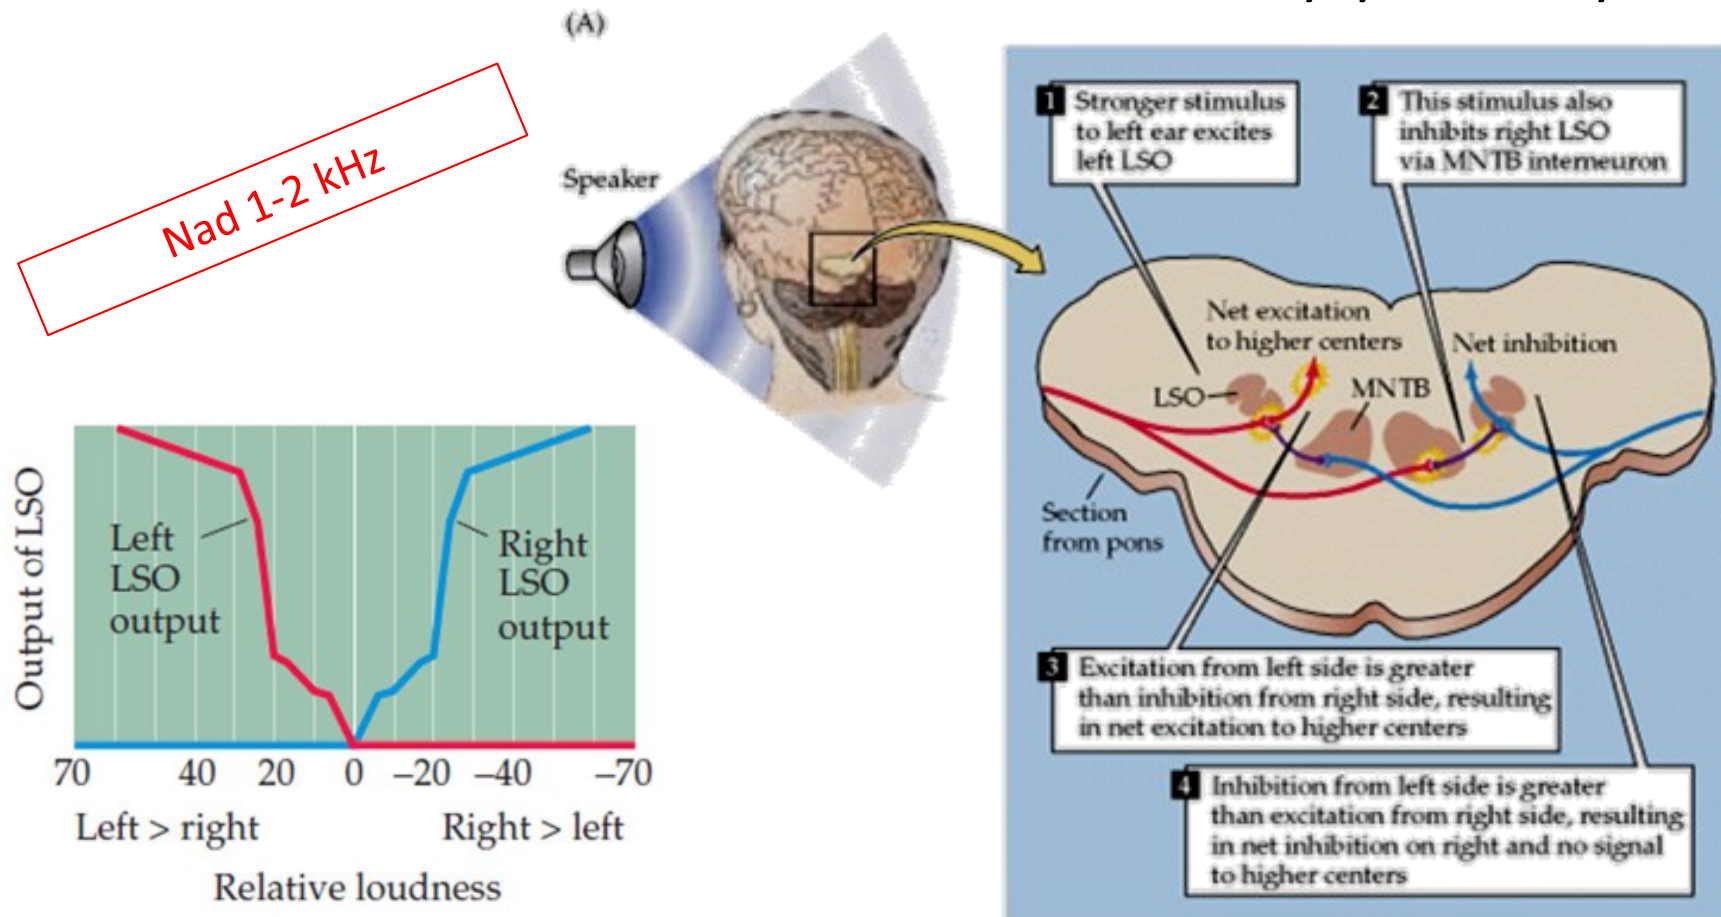 (A)
Nad 1-2 kHz
Speaker
1 Stronger stimulus
to left ear excites
left LSO
2 This stimulus also
inhibits right LSO
via MNTB interneuron
Net excitation
to higher centers
Net inhibition
LSO
MNTB
Section
from pons
3 Excitation from left side is greater
than inhibition from right side, resulting
in net excitation to higher centers
4 Inhibition from left side is greater
than excitation from right side, resulting
in net inhibition on right and no signal
to higher centers
Output of LSO
Left
LSO
output
Right
LSO
output
70 40 20 0 –20 –40 –70
Left > right Right > left
Relative loudness